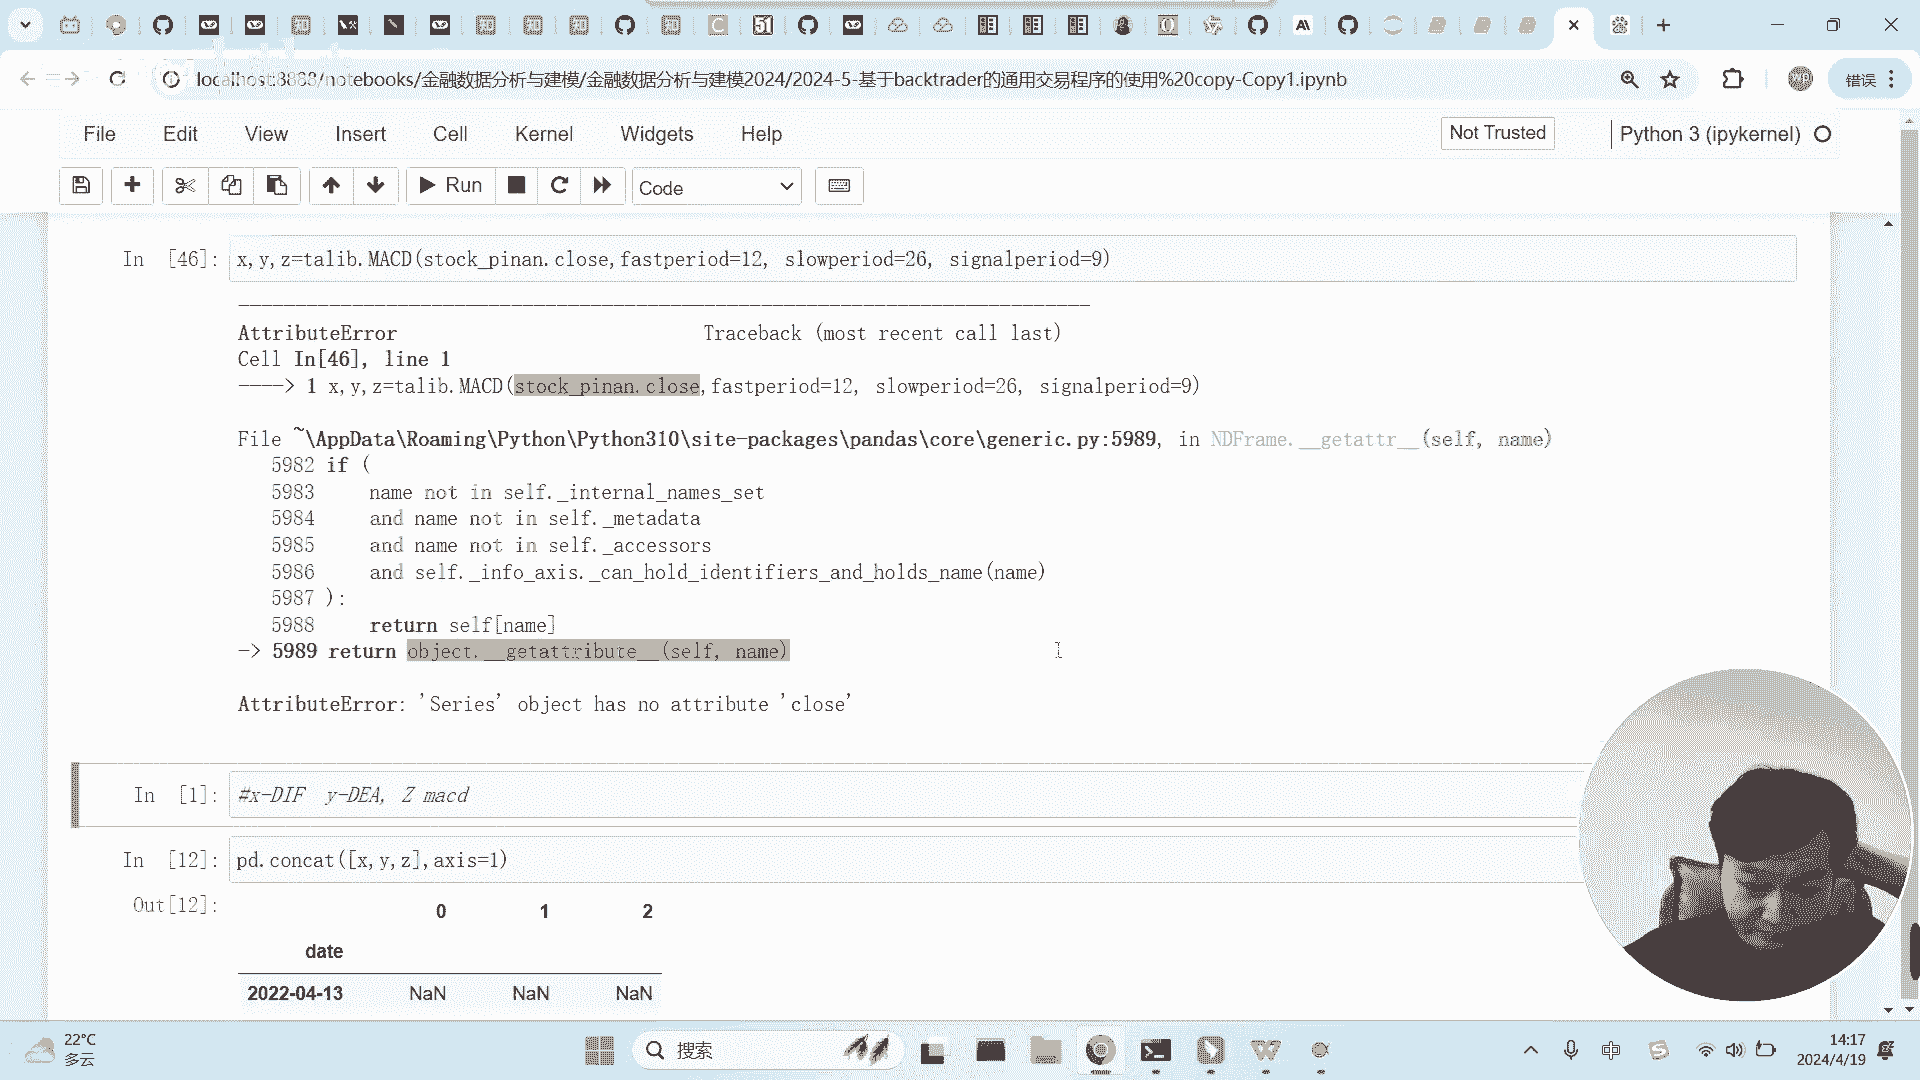 localhost:8888/notebooks/金融数据分析与建模/金融数据分析与建模2024/2024-5-基于backtrader的通用交易程序的使用%20copy-Copy1.ipynb
错误
File Edit View Insert Cell Kernel Widgets Help
Not Trusted
Python 3 (ipykernel)
Run
Code
In [46]: x,y,z=talib.MACD(stock_pinan.close,fastperiod=12, slowperiod=26, signalperiod=9)
AttributeError Traceback (most recent call last)
Cell In[46], line 1
----> 1 x,y,z=talib.MACD(stock_pinan.close,fastperiod=12, slowperiod=26, signalperiod=9)
File ~\AppData\Roaming\Python\Python310\site-packages\pandas\core\generic.py:5989, in NDFrame.__getattr__(self, name)
5982 if (
5983 name not in self._internal_names_set
5984 and name not in self._metadata
5985 and name not in self._accessors
5986 and self._info_axis._can_hold_identifiers_and_holds_name(name)
5987 ):
5988 return self[name]
-> 5989 return object.__getattribute__(self, name)
AttributeError: 'Series' object has no attribute 'close'
In [1]: #x-DIF y-DEA, Z macd
In [12]: pd.concat([x,y,z],axis=1)
Out[12]:
0 1 2
date
2022-04-13 NaN NaN NaN
22°C
多云
搜索
中
14:17
2024/4/19